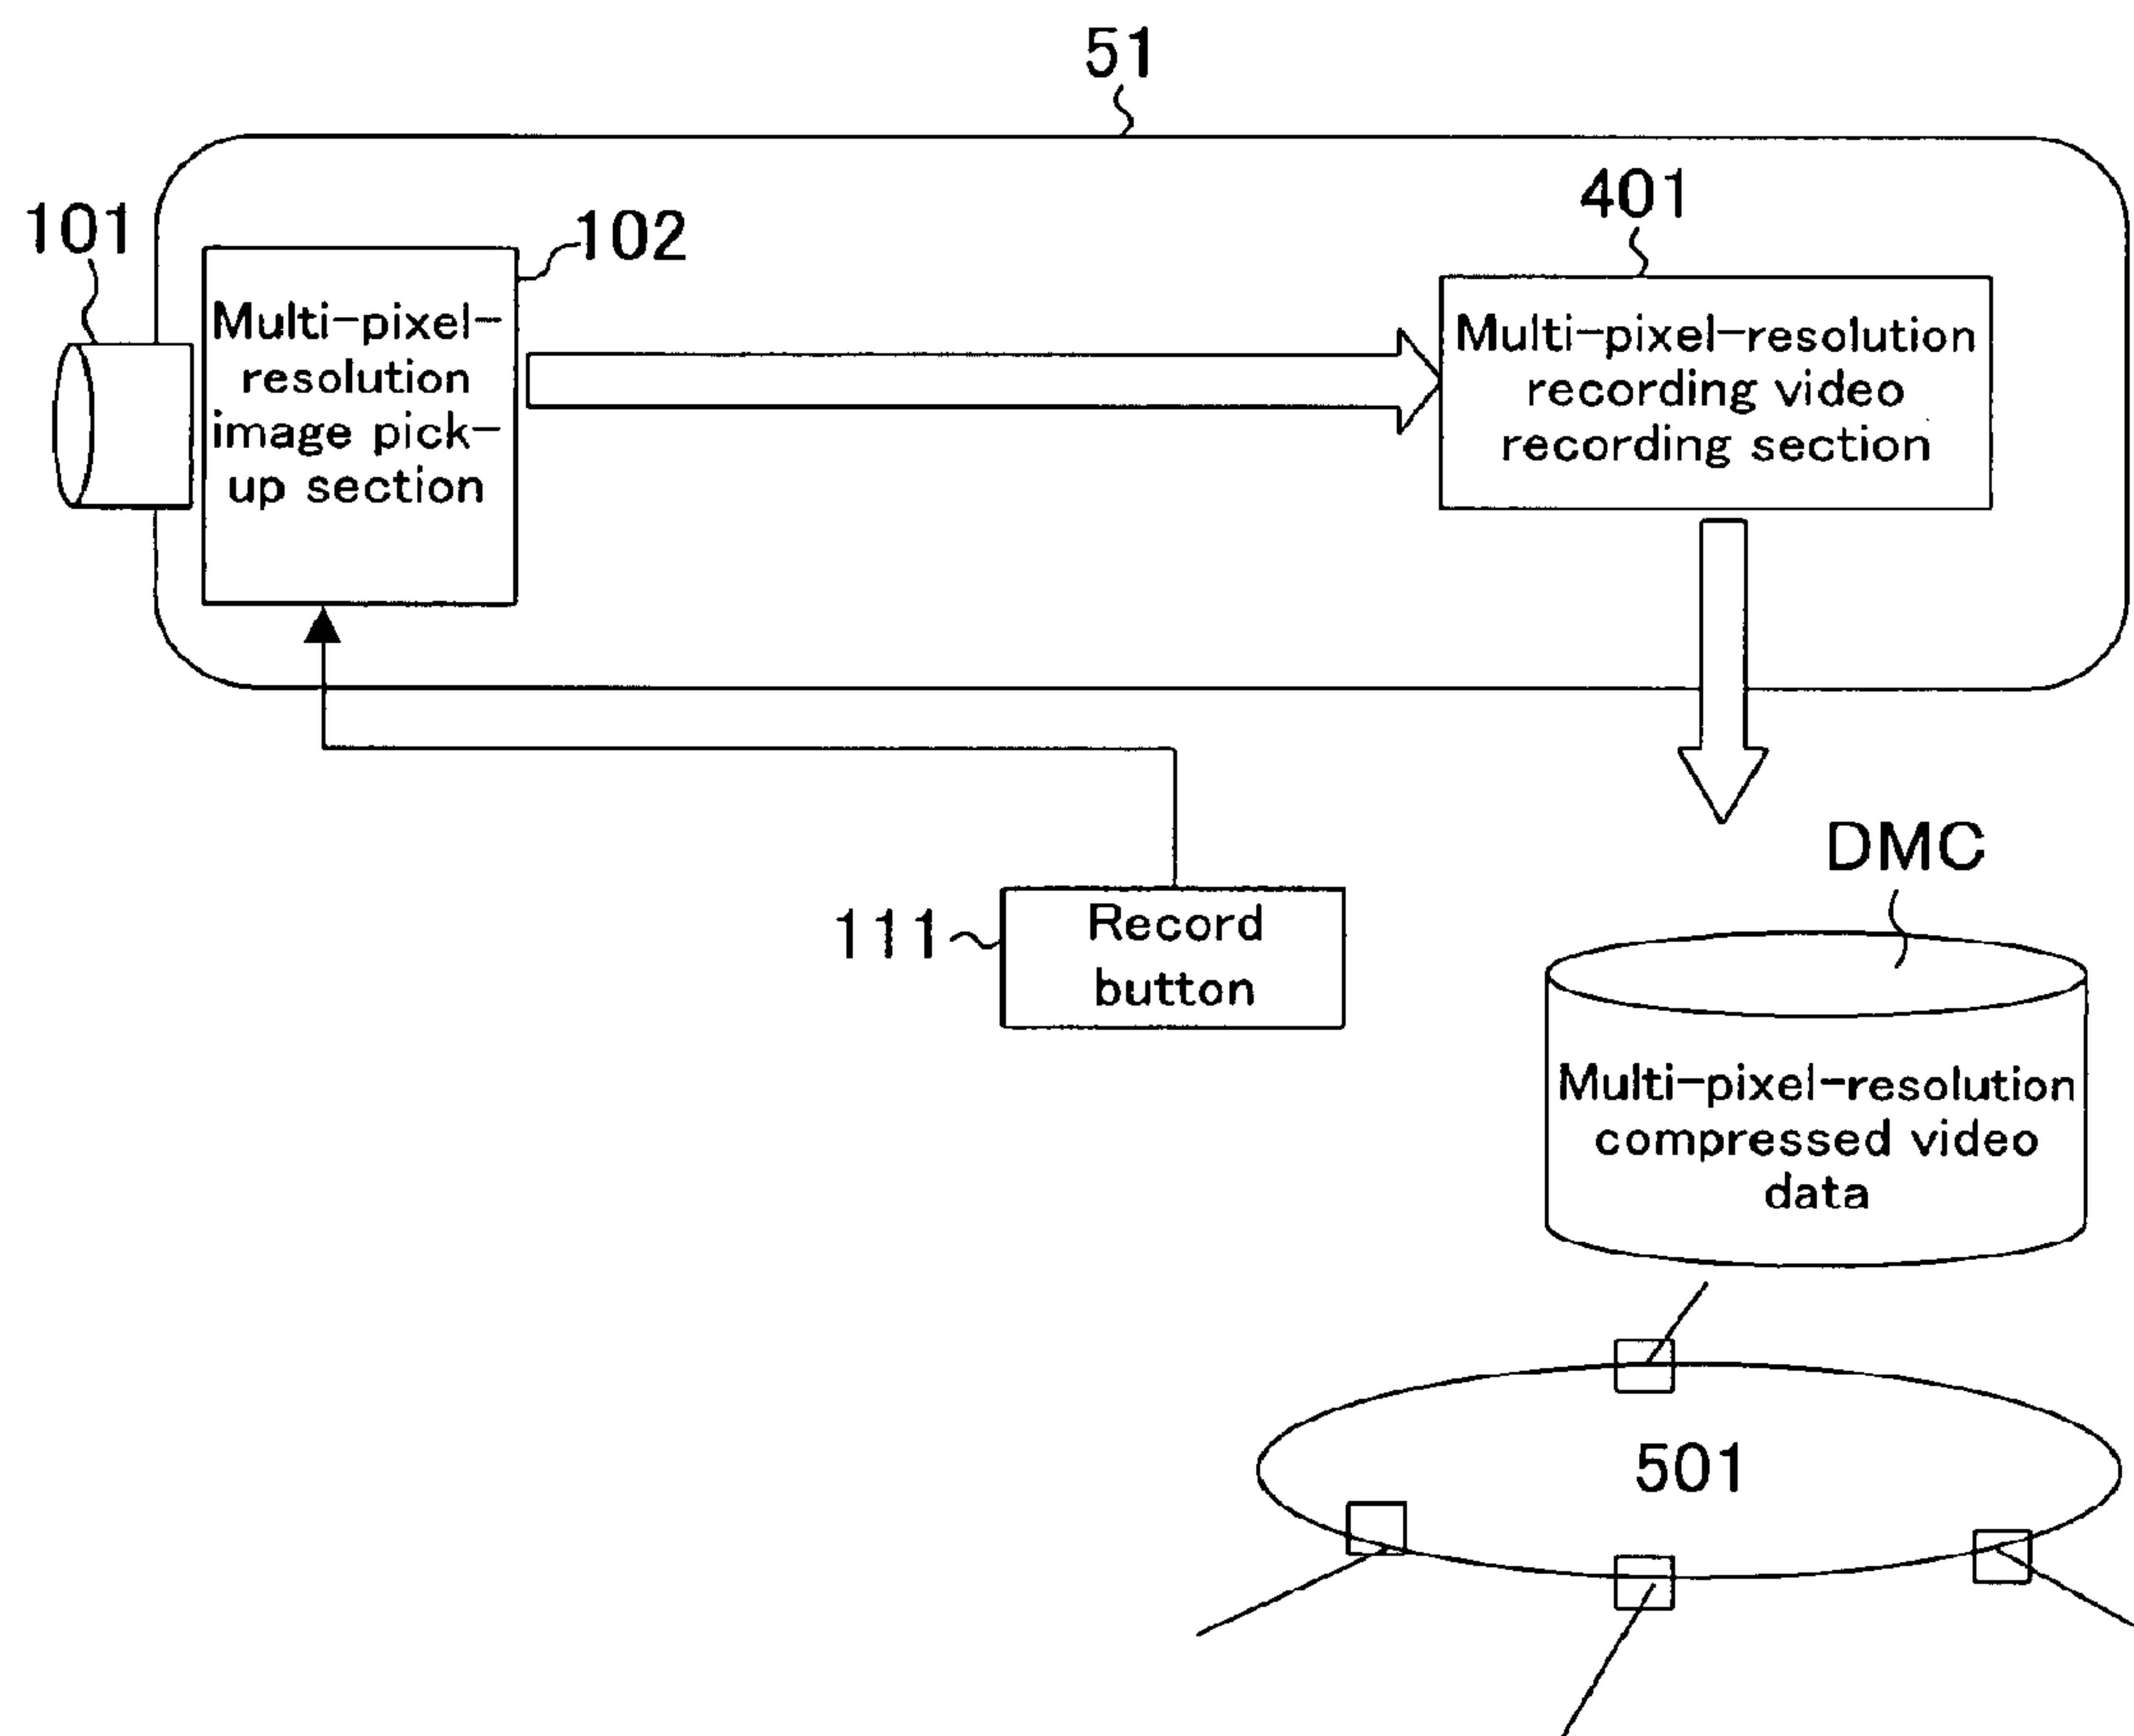 51
101
102
401
Multi-pixel-
resolution
image pick-
up section
Multi-pixel-resolution
recording video
recording section
DMC
111
Record
button
Multi-pixel-resolution
compressed video
data
501